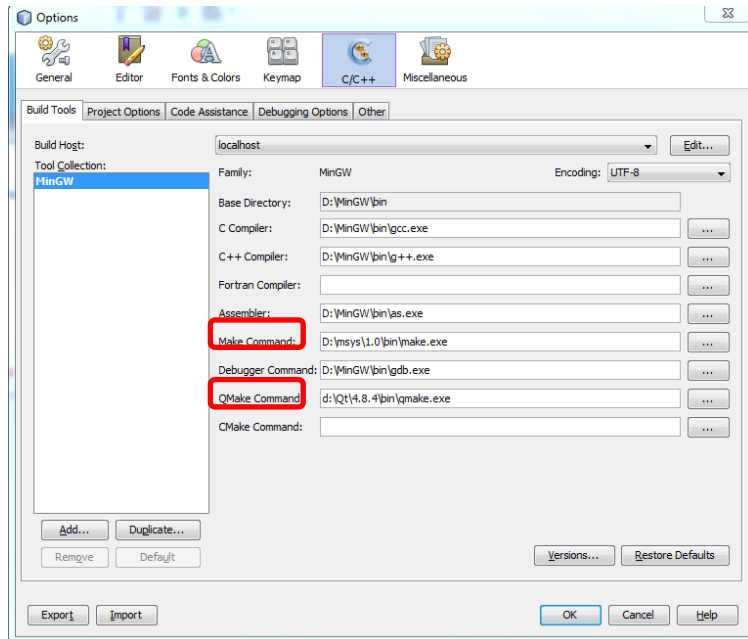 Options
General Editor Fonts & Colors Keymap C/C++ Miscellaneous
Build Tools Project Options Code Assistance Debugging Options Other
Build Host: localhost Edit...
Tool Collection:
MinGW
Family: MinGW Encoding: UTF-8
Base Directory: D:\MinGW\bin
C Compiler: D:\MinGW\bin\gcc.exe ...
C++ Compiler: D:\MinGW\bin\g++.exe ...
Fortran Compiler: ...
Assembler: D:\MinGW\bin\as.exe ...
Make Command: D:\msys\1.0\bin\make.exe ...
Debugger Command: D:\MinGW\bin\gdb.exe ...
QMake Command d:\Qt\4.8.4\bin\qmake.exe ...
CMake Command: ...
Add... Duplicate...
Remove Default
Versions... Restore Defaults
Export Import OK Cancel Help